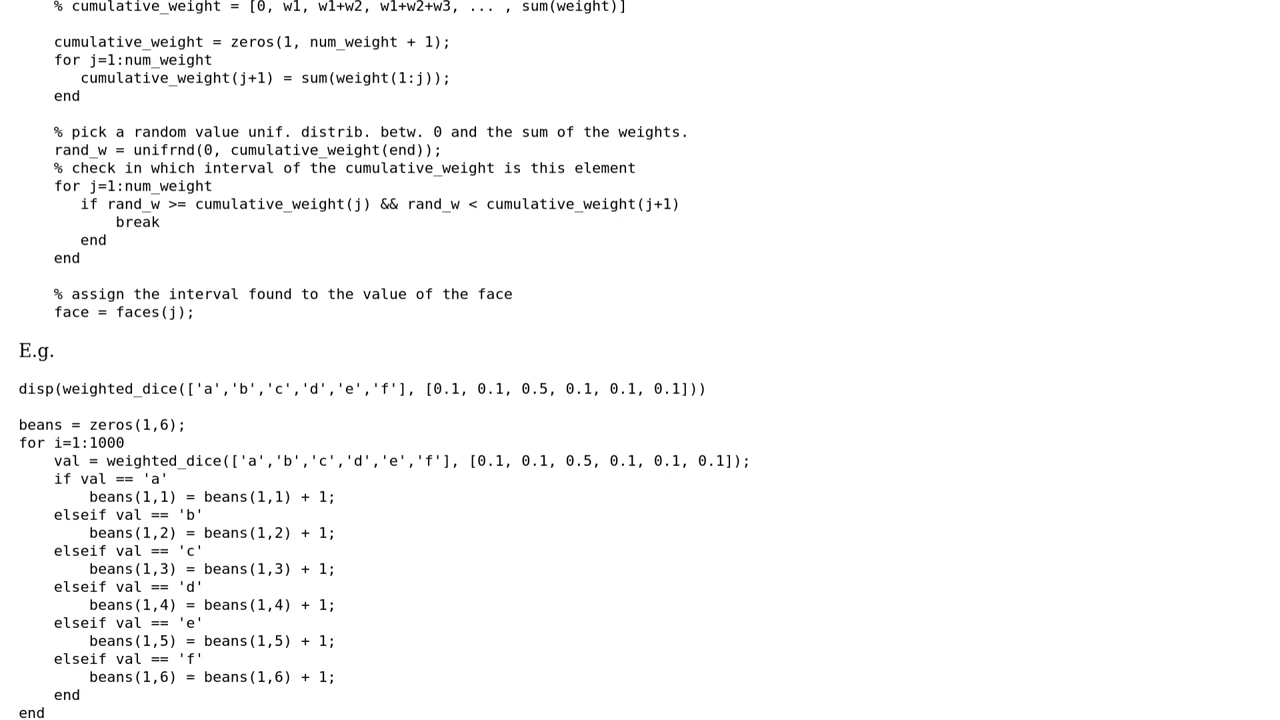 % cumulative_weight = [0, w1, w1+w2, w1+w2+w3, ... , sum(weight)]
cumulative_weight = zeros(1, num_weight + 1);
for j=1:num_weight
cumulative_weight(j+1) = sum(weight(1:j));
end
% pick a random value unif. distrib. betw. 0 and the sum of the weights.
rand_w = unifrnd(0, cumulative_weight(end));
% check in which interval of the cumulative_weight is this element
for j=1:num_weight
if rand_w >= cumulative_weight(j) && rand_w < cumulative_weight(j+1)
break
end
end
% assign the interval found to the value of the face
face = faces(j);
E.g.
disp(weighted_dice(['a','b','c','d','e','f'], [0.1, 0.1, 0.5, 0.1, 0.1, 0.1]))
beans = zeros(1,6);
for i=1:1000
val = weighted_dice(['a','b','c','d','e','f'], [0.1, 0.1, 0.5, 0.1, 0.1, 0.1]);
if val == 'a'
beans(1,1) = beans(1,1) + 1;
elseif val == 'b'
beans(1,2) = beans(1,2) + 1;
elseif val == 'c'
beans(1,3) = beans(1,3) + 1;
elseif val == 'd'
beans(1,4) = beans(1,4) + 1;
elseif val == 'e'
beans(1,5) = beans(1,5) + 1;
elseif val == 'f'
beans(1,6) = beans(1,6) + 1;
end
end